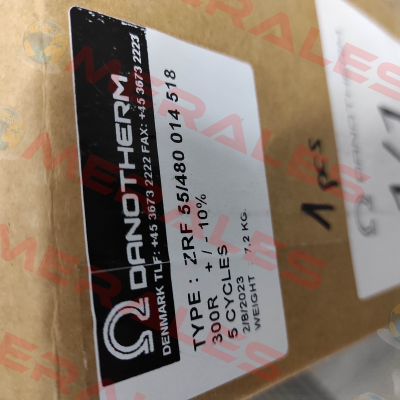 DANOTHERM
DENMARK TLF: +45 3673 2222 FAX: +45 3673 2223
TYPE : ZRF 55/480 014 518
300R +/- 10%
5 CYCLES
2/8/2023 7.2 KG.
WEIGHT
1 pcs
DANOTHERM
MERALES